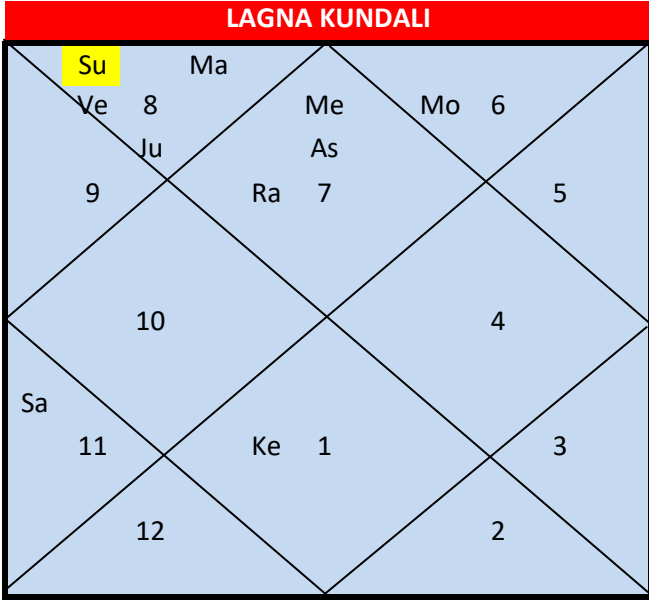 LAGNA KUNDALI
Su Ma
Ve 8 Me Mo 6
Ju As
9 Ra 7 5
10 4
Sa
11 Ke 1 3
12 2